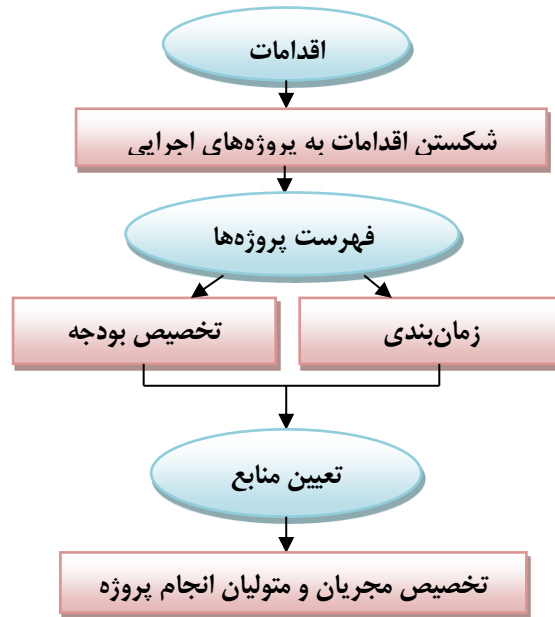 اقدامات
شکستن اقدامات به پروژه‌های اجرایی
فهرست پروژه‌ها
زمان‌بندی
تخصیص بودجه
تعیین منابع
تخصیص مجریان و متولیان انجام پروژه